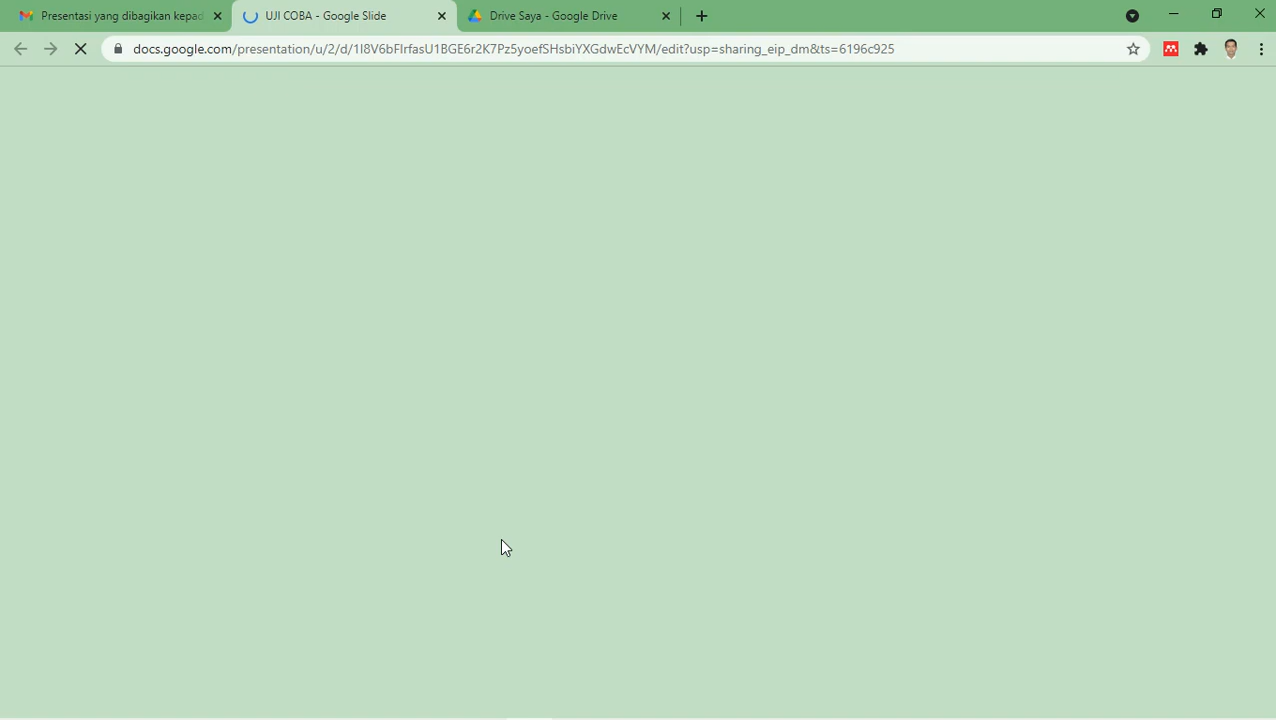 Presentasi yang dibagikan kepad
UJI COBA - Google Slide
Drive Saya - Google Drive
docs.google.com/presentation/u/2/d/1I8V6bFIrfasU1BGE6r2K7Pz5yoefSHsbiYXGdwEcVYM/edit?usp=sharing_eip_dm&ts=6196c925